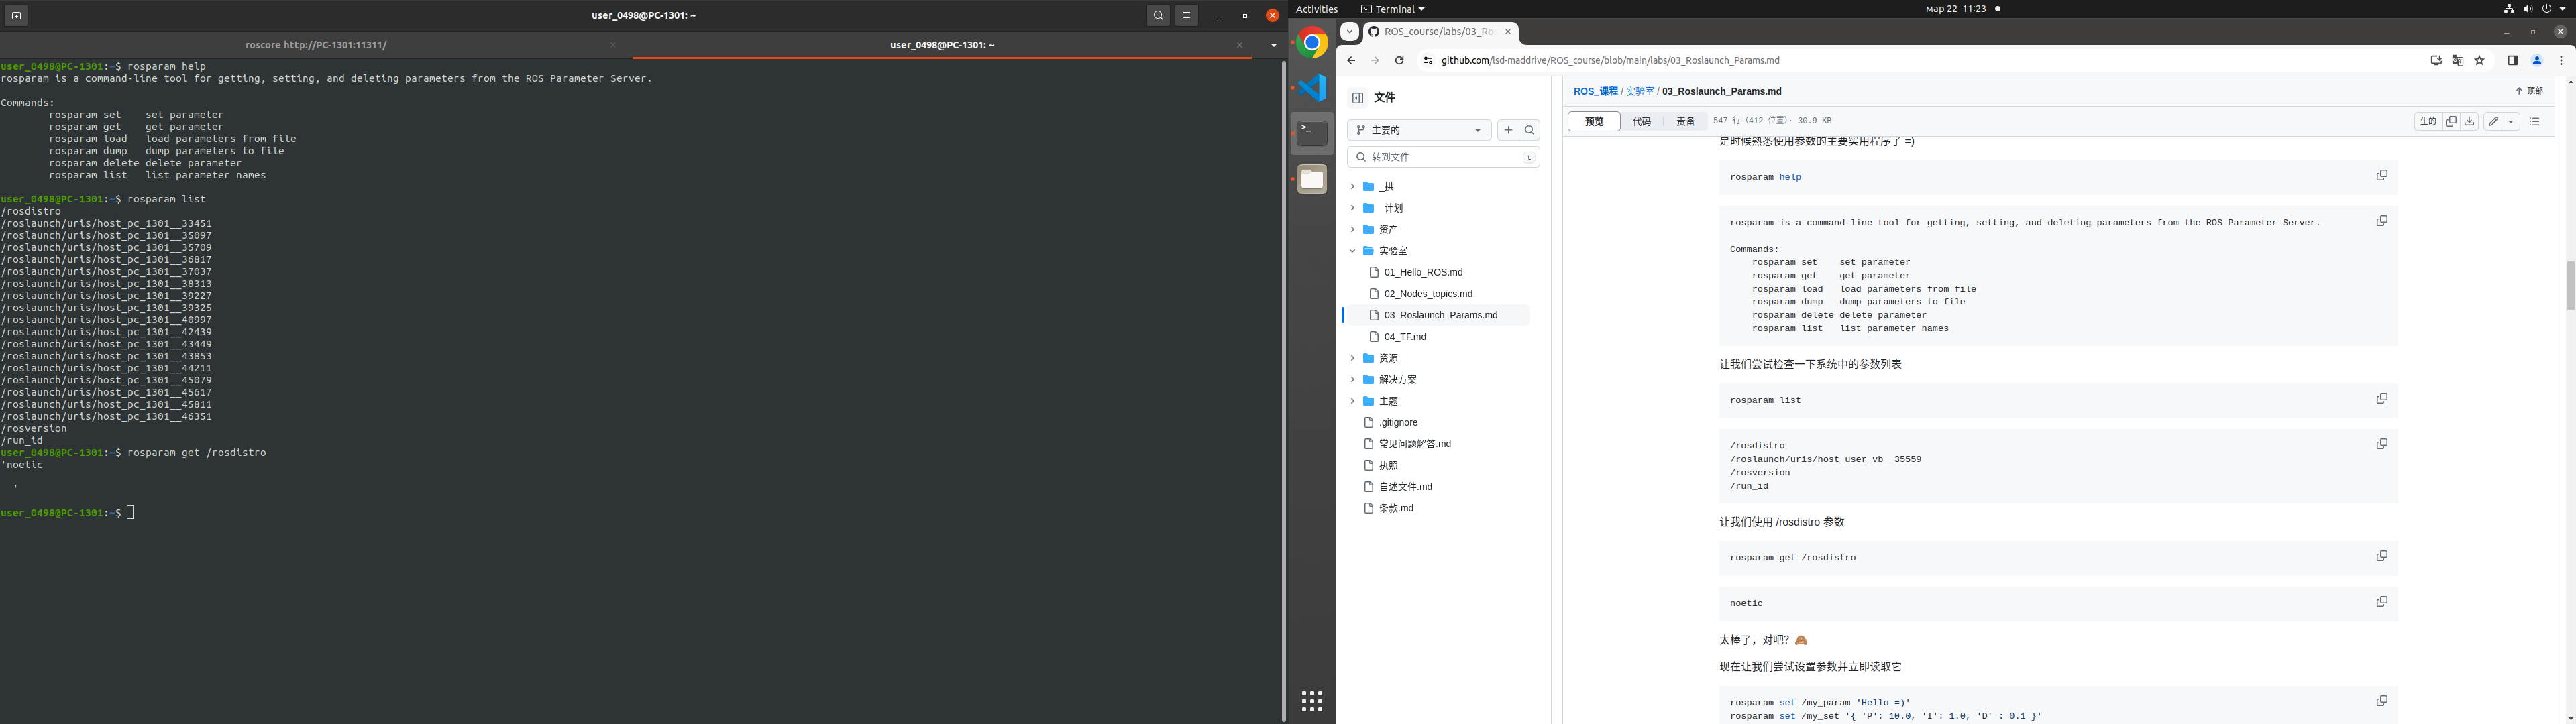 user_0498@PC-1301: ~
roscore http://PC-1301:11311/
user_0498@PC-1301: ~
user_0498@PC-1301:~$ rosparam help
rosparam is a command-line tool for getting, setting, and deleting parameters from the ROS Parameter Server.
Commands:
rosparam set    set parameter
rosparam get    get parameter
rosparam load   load parameters from file
rosparam dump   dump parameters to file
rosparam delete delete parameter
rosparam list   list parameter names
user_0498@PC-1301:~$ rosparam list
/rosdistro
/roslaunch/uris/host_pc_1301__33451
/roslaunch/uris/host_pc_1301__35097
/roslaunch/uris/host_pc_1301__35709
/roslaunch/uris/host_pc_1301__36817
/roslaunch/uris/host_pc_1301__37037
/roslaunch/uris/host_pc_1301__38313
/roslaunch/uris/host_pc_1301__39227
/roslaunch/uris/host_pc_1301__39325
/roslaunch/uris/host_pc_1301__40997
/roslaunch/uris/host_pc_1301__42439
/roslaunch/uris/host_pc_1301__43449
/roslaunch/uris/host_pc_1301__43853
/roslaunch/uris/host_pc_1301__44211
/roslaunch/uris/host_pc_1301__45079
/roslaunch/uris/host_pc_1301__45617
/roslaunch/uris/host_pc_1301__45811
/roslaunch/uris/host_pc_1301__46351
/rosversion
/run_id
user_0498@PC-1301:~$ rosparam get /rosdistro
'noetic
'
user_0498@PC-1301:~$
Activities Terminal мар 22 11:23
ROS_course/labs/03_Ro
github.com/lsd-maddrive/ROS_course/blob/main/labs/03_Roslaunch_Params.md
文件
主要的
转到文件 t
_拱
_计划
资产
实验室
01_Hello_ROS.md
02_Nodes_topics.md
03_Roslaunch_Params.md
04_TF.md
资源
解决方案
主题
.gitignore
常见问题解答.md
执照
自述文件.md
条款.md
ROS_课程 / 实验室 / 03_Roslaunch_Params.md
顶部
预览 代码 责备 547 行 (412 位置) · 30.9 KB 生的
是时候熟悉使用参数的主要实用程序了 =)
rosparam help
rosparam is a command-line tool for getting, setting, and deleting parameters from the ROS Parameter Server.
Commands:
rosparam set    set parameter
rosparam get    get parameter
rosparam load   load parameters from file
rosparam dump   dump parameters to file
rosparam delete delete parameter
rosparam list   list parameter names
让我们尝试检查一下系统中的参数列表
rosparam list
/rosdistro
/roslaunch/uris/host_user_vb__35559
/rosversion
/run_id
让我们使用 /rosdistro 参数
rosparam get /rosdistro
noetic
太棒了，对吧？🙈
现在让我们尝试设置参数并立即读取它
rosparam set /my_param 'Hello =)'
rosparam set /my_set '{ 'P': 10.0, 'I': 1.0, 'D' : 0.1 }'